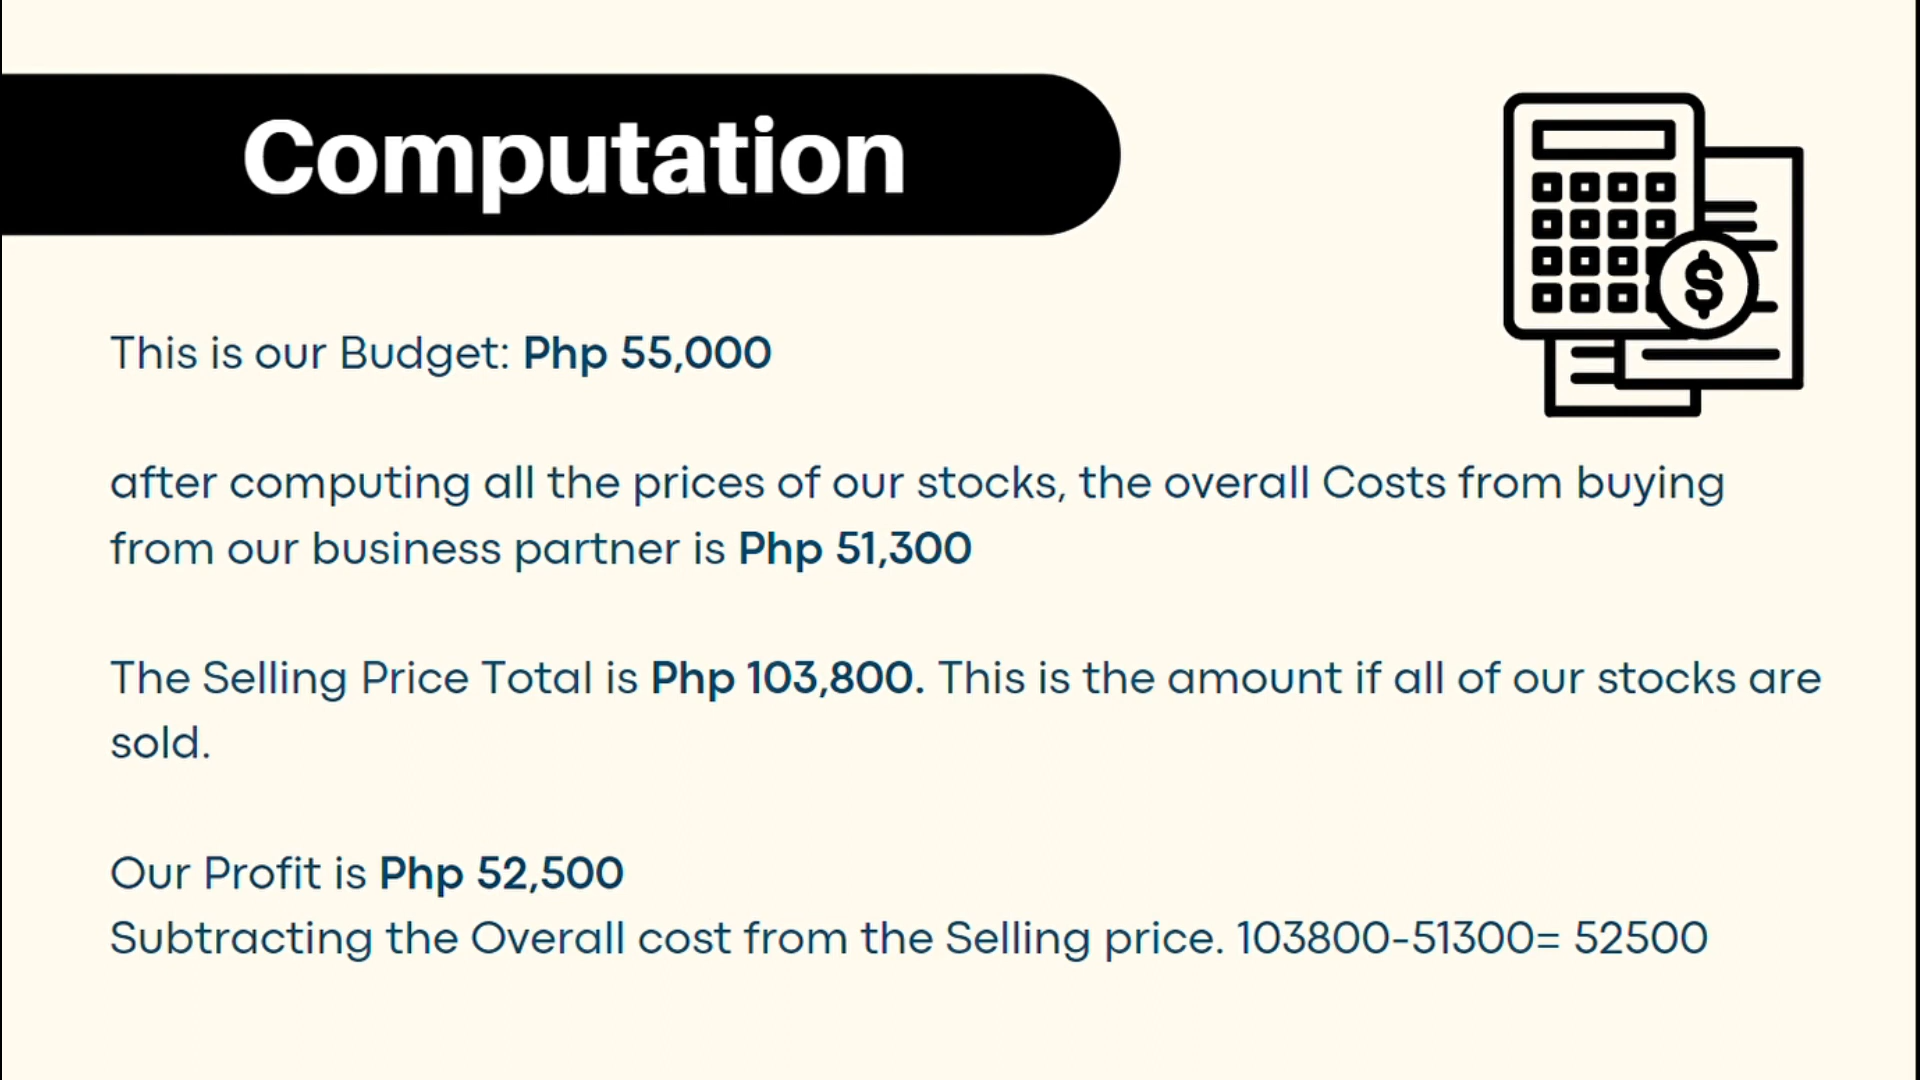 Computation
$
This is our Budget: Php 55,000
after computing all the prices of our stocks, the overall Costs from buying
from our business partner is Php 51,300
The Selling Price Total is Php 103,800. This is the amount if all of our stocks are
sold.
Our Profit is Php 52,500
Subtracting the Overall cost from the Selling price. 103800-51300= 52500